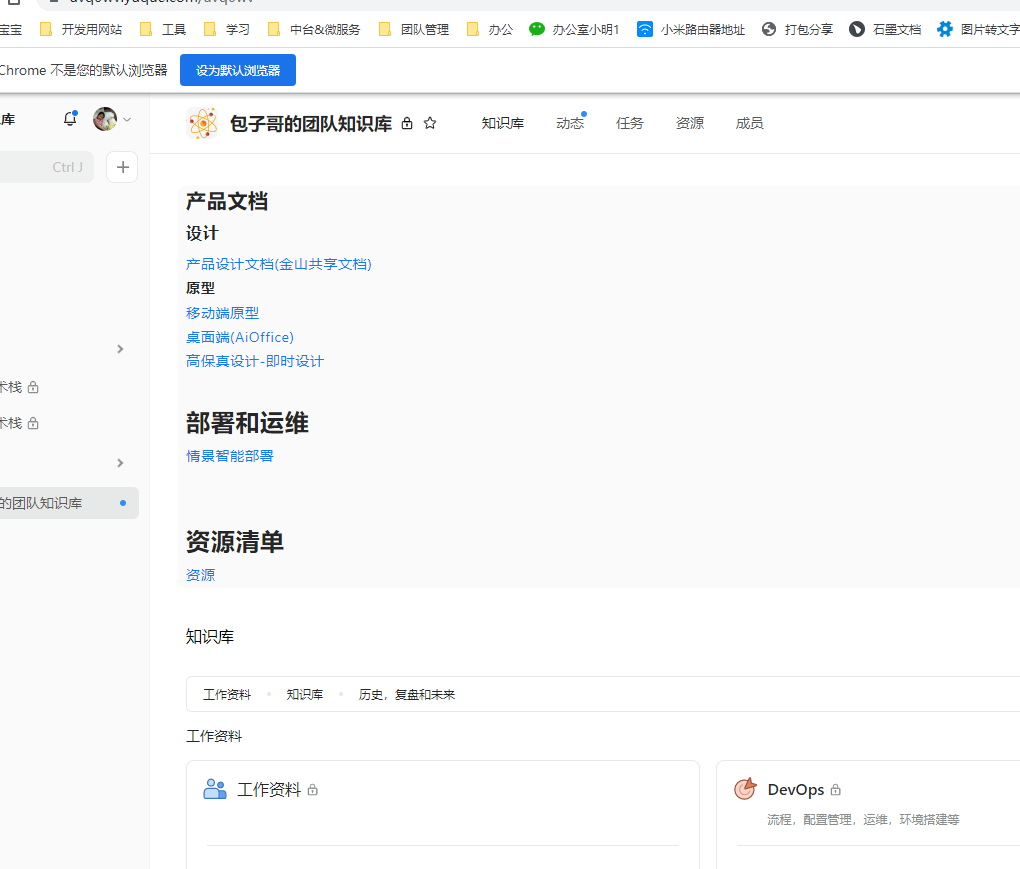 宝宝 开发用网站 工具 学习 中台&微服务 团队管理 办公 办公室小明1 小米路由器地址 打包分享 石墨文档 图片转文字
Chrome 不是您的默认浏览器 设为默认浏览器
库 包子哥的团队知识库 知识库 动态 任务 资源 成员
Ctrl J
产品文档
设计
产品设计文档(金山共享文档)
原型
移动端原型
桌面端(AiOffice)
高保真设计-即时设计
术栈
术栈
部署和运维
情景智能部署
的团队知识库
资源清单
资源
知识库
工作资料 知识库 历史，复盘和未来
工作资料
工作资料 DevOps
流程，配置管理，运维，环境搭建等